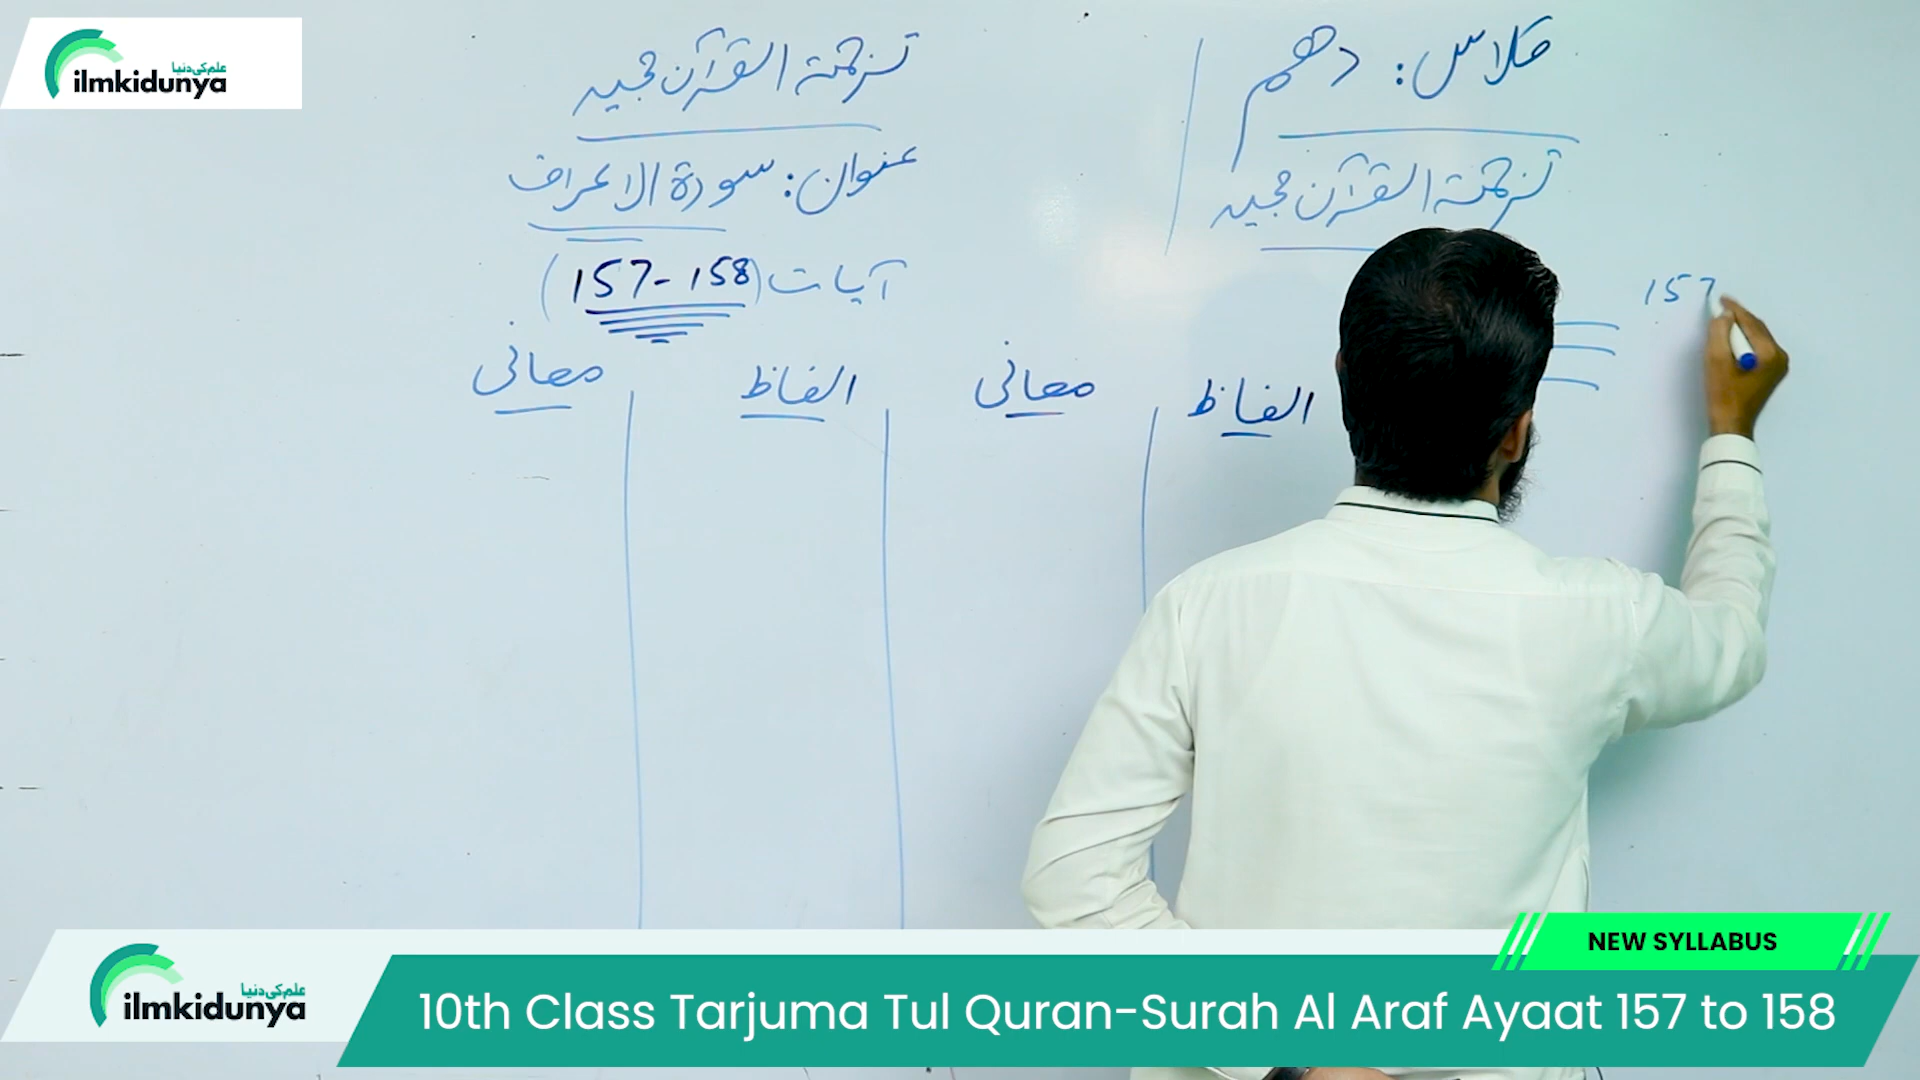 علم کی دنیا
ilmkidunya
کلاس: دهم
ترجمۃ القرآن مجید
ترجمۃ القرآن مجید
عنوان: سورۃ الاعراف
آیات (157-158)
157
الفاظ معانی الفاظ معانی
NEW SYLLABUS
علم کی دنیا
ilmkidunya
10th Class Tarjuma Tul Quran-Surah Al Araf Ayaat 157 to 158